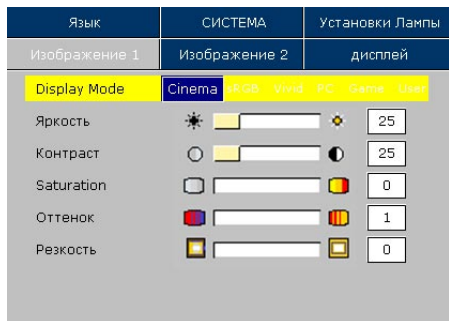 Язык СИСТЕМА Установки Лампы
Изображение 1 Изображение 2 дисплей
Display Mode Cinema sRGB Vivid PC Game User
Яркость 25
Контраст 25
Saturation 0
Оттенок 1
Резкость 0